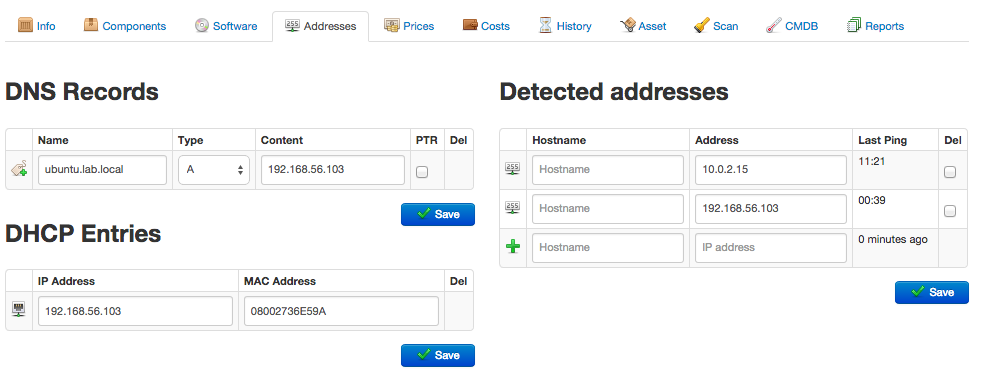 Info Components Software Addresses Prices Costs History Asset Scan CMDB Reports
DNS Records
Name Type Content PTR Del
ubuntu.lab.local A 192.168.56.103
Save
DHCP Entries
IP Address MAC Address Del
192.168.56.103 08002736E59A
Save
Detected addresses
Hostname Address Last Ping Del
Hostname 10.0.2.15 11:21
Hostname 192.168.56.103 00:39
Hostname IP address 0 minutes ago
Save